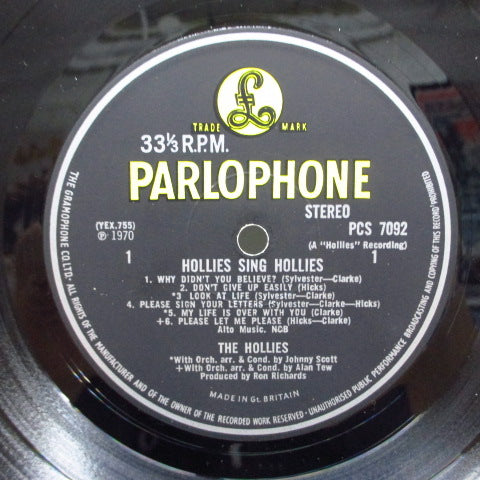 £
TRADE MARK
33⅓ R.P.M.
PARLOPHONE
STEREO
(YEX.755) PCS 7092
℗ 1970 (A "Hollies" Recording)
1 HOLLIES SING HOLLIES 1
1. WHY DIDN'T YOU BELIEVE? (Sylvester—Clarke)
2. DON'T GIVE UP EASILY (Hicks)
*3 LOOK AT LIFE (Sylvester—Clarke)
4. PLEASE SIGN YOUR LETTERS (Sylvester—Clarke—Hicks)
*5. MY LIFE IS OVER WITH YOU (Clarke)
+6. PLEASE LET ME PLEASE (Hicks—Clarke)
Alto Music. NCB
THE HOLLIES
*With Orch. arr. & Cond. by Johnny Scott
+With Orch. arr. & Cond. by Alan Tew
Produced by Ron Richards
MADE IN Gt. BRITAIN
THE GRAMOPHONE CO. LTD. ALL RIGHTS OF THE MANUFACTURER AND OF THE OWNER OF THE RECORDED WORK RESERVED · UNAUTHORISED PUBLIC PERFORMANCE BROADCASTING AND COPYING OF THIS RECORD PROHIBITED